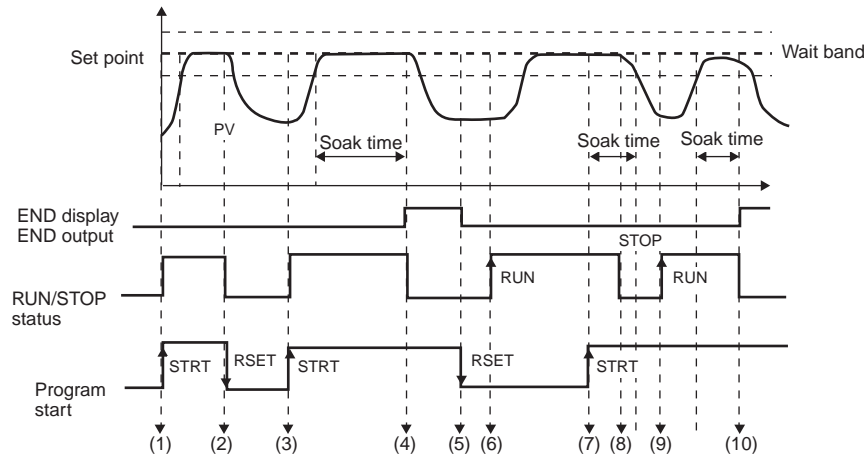 Set point
Wait band
PV
Soak time
Soak time
Soak time
END display
END output
STOP
RUN
RUN
RUN/STOP
status
STRT
RSET
STRT
RSET
STRT
Program
start
(1)
(2)
(3)
(4)
(5)
(6)
(7)
(8)
(9)
(10)